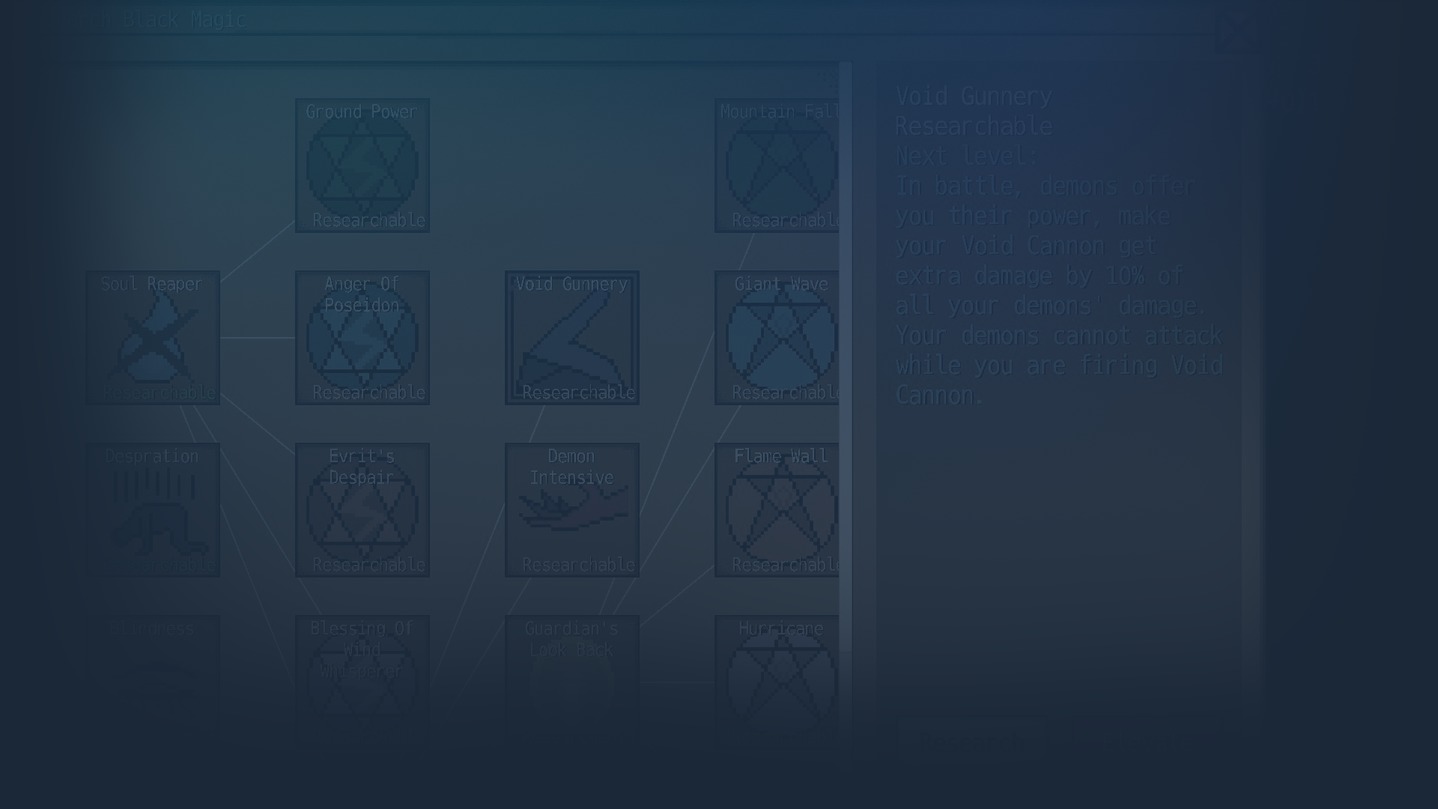 Black Magic
Ground Power
Researchable
Mountain Fall
Researchable
Soul Reaper
Researchable
Anger Of
Poseidon
Researchable
Void Gunnery
Researchable
Giant Wave
Researchable
Despration
Evrit's
Despair
Researchable
Demon
Intensive
Researchable
Flame Wall
Researchable
Blessing Of
Wind
Whisperer
Guardian's
Look Back
Hurricane
Void Gunnery
Researchable
Next level:
In battle, demons offer
you their power, make
your Void Cannon get
extra damage by 10% of
all your demons' damage.
Your demons cannot attack
while you are firing Void
Cannon.
Research